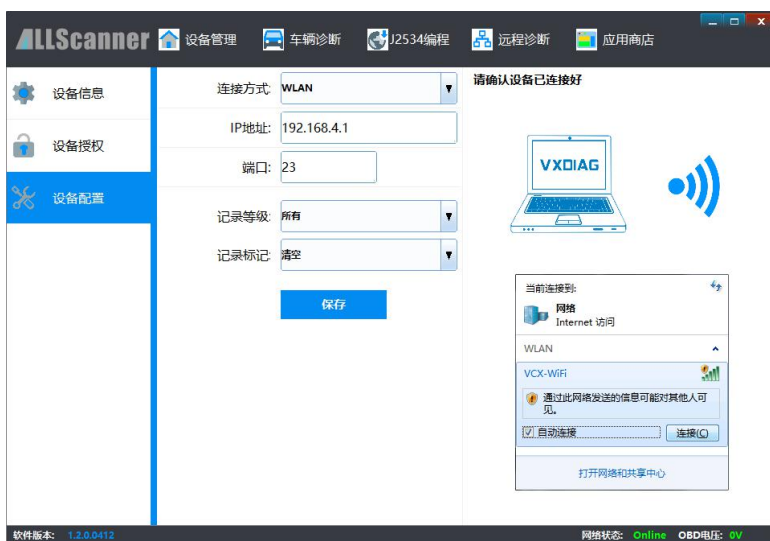 ALLScanner 设备管理 车辆诊断 J2534编程 远程诊断 应用商店
设备信息
设备授权
设备配置
连接方式: WLAN
IP地址: 192.168.4.1
端口: 23
记录等级: 所有
记录标记: 清空
保存
请确认设备已连接好
VXDIAG
当前连接到:
网络
Internet 访问
WLAN
VCX-WiFi
通过此网络发送的信息可能对其他人可
见。
自动连接 连接(C)
打开网络和共享中心
软件版本: 1.2.0.0412 网络状态: Online OBD电压: 0V